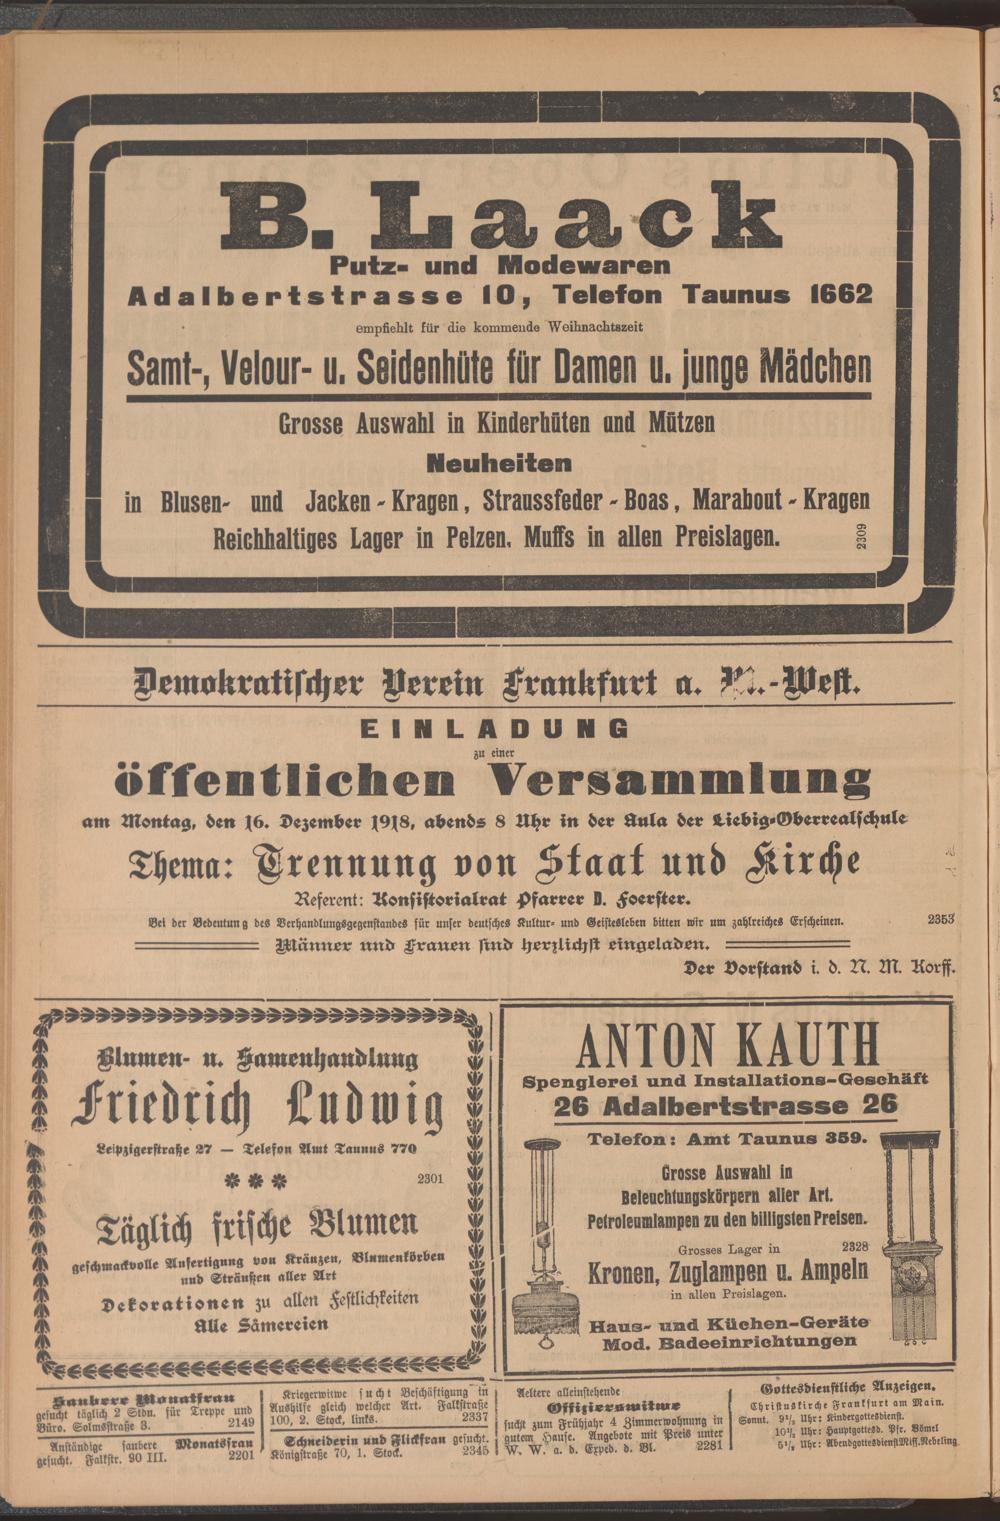 B. Laack
Putz- und Modewaren
Adalbertstrasse 10, Telefon Taunus 1662
empfiehlt für die kommende Weihnachtszeit
Samt-, Velour- u. Seidenhüte für Damen u. junge Mädchen
Grosse Auswahl in Kinderhüten und Mützen
Neuheiten
in Blusen- und Jacken-Kragen, Straussfeder-Boas, Marabout-Kragen
Reichhaltiges Lager in Pelzen, Muffs in allen Preislagen.
2309
Demokratischer Verein Frankfurt a. M.-West.
EINLADUNG
zu einer
öffentlichen Versammlung
am Montag, den 16. Dezember 1918, abends 8 Uhr in der Aula der Liebig-Oberrealschule
Thema: Trennung von Staat und Kirche
Referent: Konsistorialrat Pfarrer D. Foerster.
Bei der Bedeutung des Verhandlungsgegenstandes für unser deutsches Kultur- und Geistesleben bitten wir um zahlreiches Erscheinen. 2353
Männer und Frauen sind herzlichst eingeladen.
Der Vorstand i. d. N. M. Korff.
Blumen- u. Samenhandlung
Friedrich Ludwig
Leipzigerstraße 27 — Telefon Amt Taunus 770
2301
Täglich frische Blumen
geschmackvolle Anfertigung von Kränzen, Blumenkörben
und Sträußen aller Art
Dekorationen zu allen Festlichkeiten
Alle Sämereien
ANTON KAUTH
Spenglerei und Installations-Geschäft
26 Adalbertstrasse 26
Telefon: Amt Taunus 359.
Grosse Auswahl in
Beleuchtungskörpern aller Art.
Petroleumlampen zu den billigsten Preisen.
Grosses Lager in 2328
Kronen, Zuglampen u. Ampeln
in allen Preislagen.
Haus- und Küchen-Geräte
Mod. Badeeinrichtungen
Saubere Monatsfrau
gesucht täglich 2 Stdn. für Treppe und
Büro. Solmsstraße 3. 2149
Anständige saubere Monatsfrau
gesucht. Falkstr. 90 III. 2201
Kriegerwitwe sucht Beschäftigung in
Aushilfe gleich welcher Art. Falkstraße
100, 2. Stock, links. 2337
Schneiderin und Flickfrau gesucht.
Königstraße 70, 1. Stock. 2345
Aeltere alleinstehende
Offizierswitwe
sucht zum Frühjahr 4 Zimmerwohnung in
gutem Hause. Angebote mit Preis unter
W. W. a. d. Exped. d. Bl. 2281
Gottesdienstliche Anzeigen.
Christuskirche Frankfurt am Main.
Sonnt. 9½ Uhr: Kindergottesdienst.
10½ Uhr: Hauptgottesd. Pfr. Bömel
5½ Uhr: Abendgottesdienst Miss. Nebeling